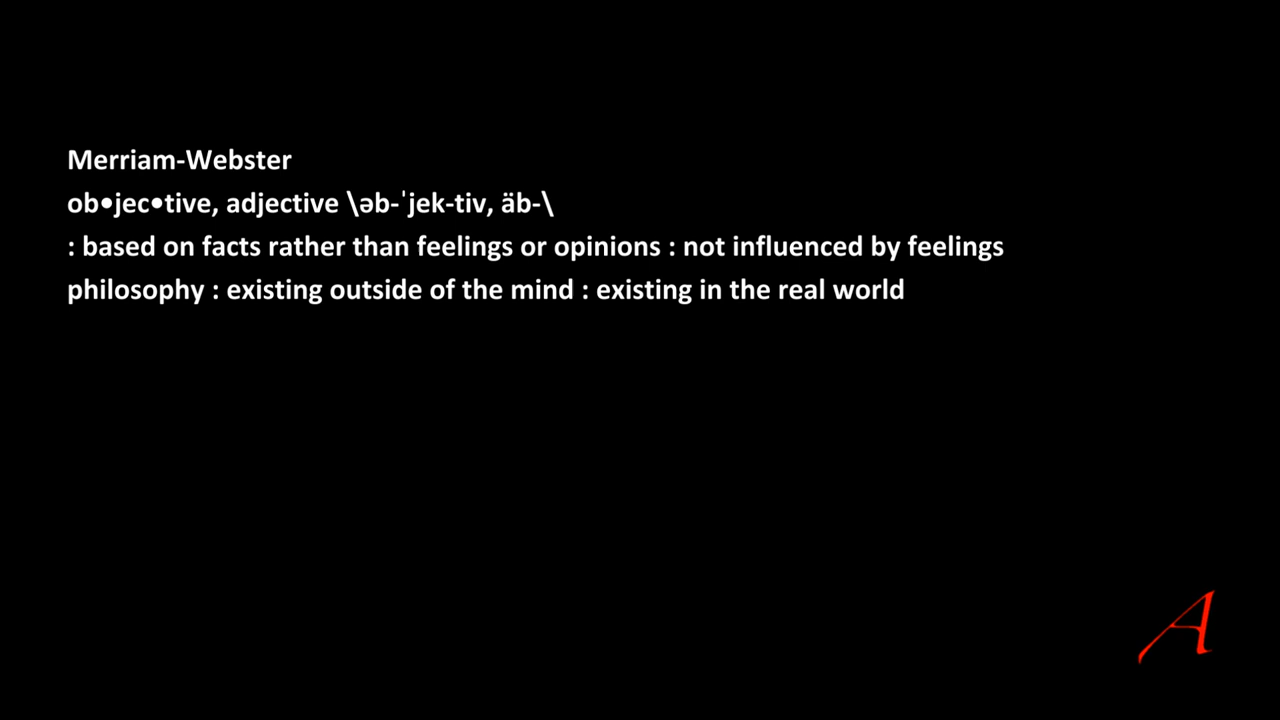 Merriam-Webster
ob•jec•tive, adjective \əb-ˈjek-tiv, äb-\
: based on facts rather than feelings or opinions : not influenced by feelings
philosophy : existing outside of the mind : existing in the real world
A